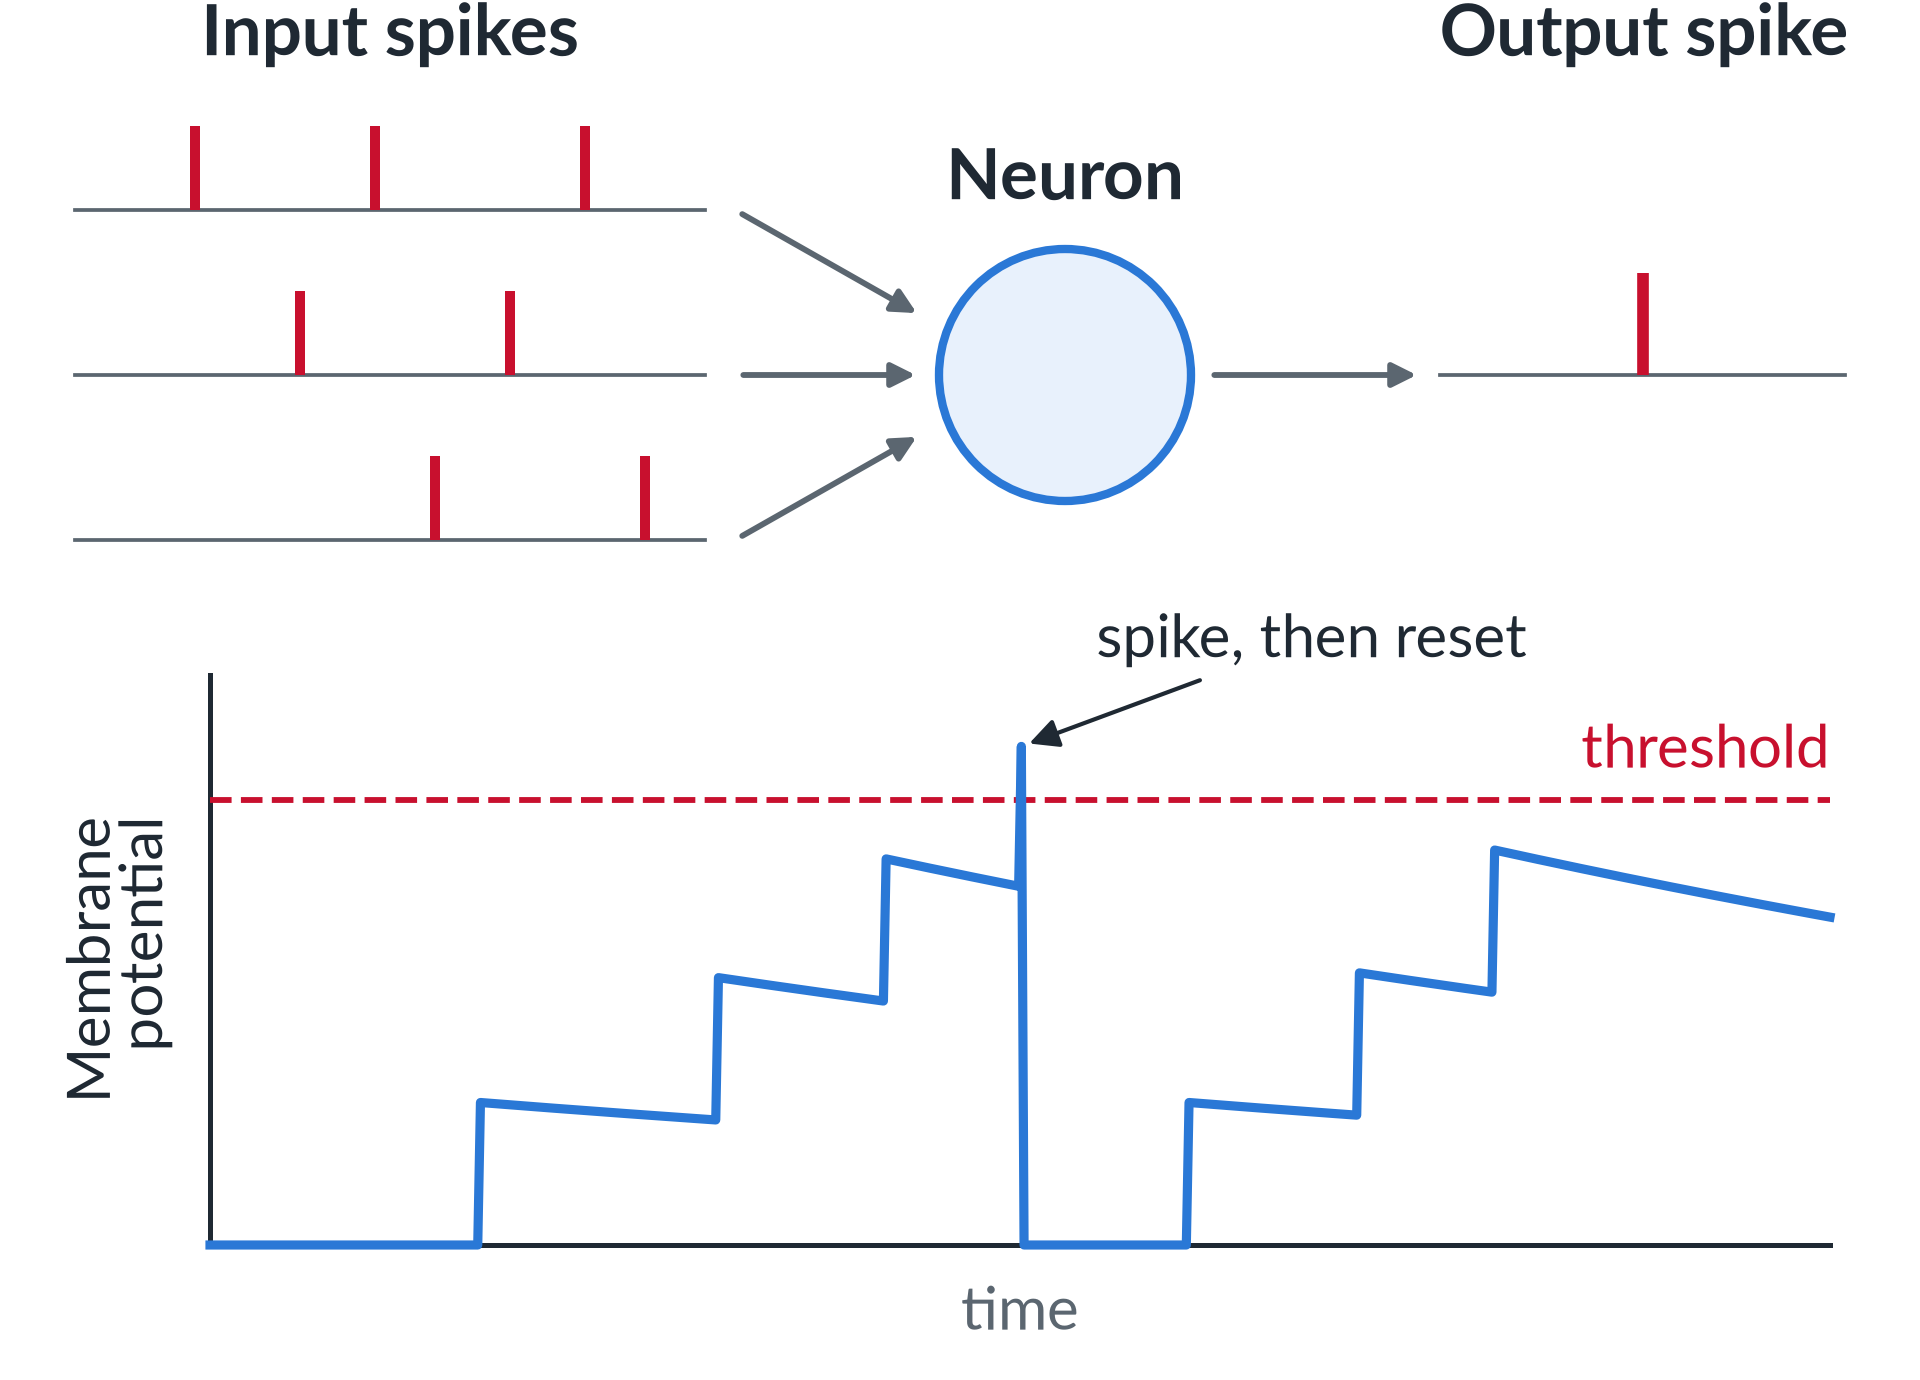 Input spikes
Output spike
Neuron
spike, then reset
threshold
Membrane
potential
time